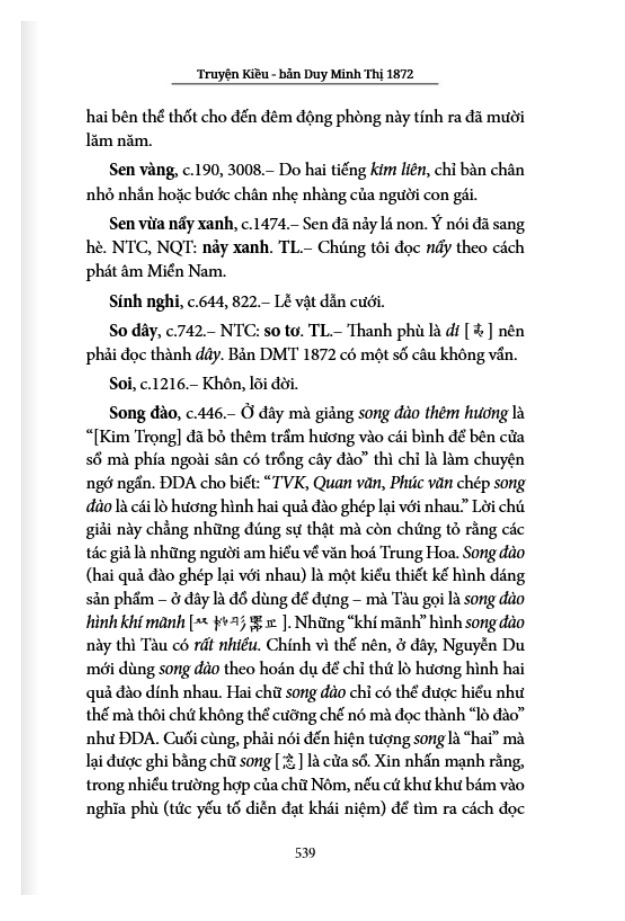 Truyện Kiều - bản Duy Minh Thị 1872
hai bên thề thốt cho đến đêm động phòng này tính ra đã mười
lăm năm.
Sen vàng, c.190, 3008.– Do hai tiếng kim liên, chỉ bàn chân
nhỏ nhắn hoặc bước chân nhẹ nhàng của người con gái.
Sen vừa nẩy xanh, c.1474.– Sen đã nảy lá non. Ý nói đã sang
hè. NTC, NQT: nảy xanh. TL.– Chúng tôi đọc nẩy theo cách
phát âm Miền Nam.
Sính nghi, c.644, 822.– Lễ vật dẫn cưới.
So dây, c.742.– NTC: so tơ. TL.– Thanh phù là di [ ] nên
phải đọc thành dây. Bản DMT 1872 có một số câu không vần.
Soi, c.1216.– Khôn, lõi đời.
Song đào, c.446.– Ở đây mà giảng song đào thêm hương là
“[Kim Trọng] đã bỏ thêm trầm hương vào cái bình để bên cửa
sổ mà phía ngoài sân có trồng cây đào” thì chỉ là làm chuyện
ngớ ngẩn. ĐDA cho biết: “TVK, Quan văn, Phúc văn chép song
đào là cái lò hương hình hai quả đào ghép lại với nhau.” Lời chú
giải này chẳng những đúng sự thật mà còn chứng tỏ rằng các
tác giả là những người am hiểu về văn hoá Trung Hoa. Song đào
(hai quả đào ghép lại với nhau) là một kiểu thiết kế hình dáng
sản phẩm – ở đây là đồ dùng để đựng – mà Tàu gọi là song đào
hình khí mãnh [ 形器皿 ]. Những “khí mãnh” hình song đào
này thì Tàu có rất nhiều. Chính vì thế nên, ở đây, Nguyễn Du
mới dùng song đào theo hoán dụ để chỉ thứ lò hương hình hai
quả đào dính nhau. Hai chữ song đào chỉ có thể được hiểu như
thế mà thôi chứ không thể cưỡng chế nó mà đọc thành “lò đào”
như ĐDA. Cuối cùng, phải nói đến hiện tượng song là “hai” mà
lại được ghi bằng chữ song [ ] là cửa sổ. Xin nhấn mạnh rằng,
trong nhiều trường hợp của chữ Nôm, nếu cứ khư khư bám vào
nghĩa phù (tức yếu tố diễn đạt khái niệm) để tìm ra cách đọc
539